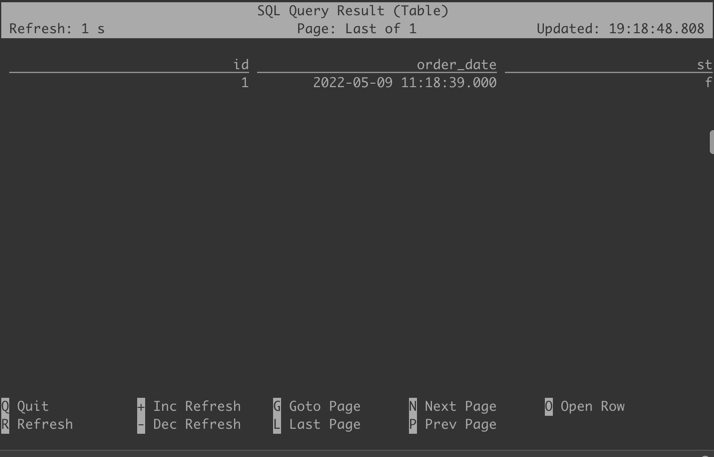 SQL Query Result (Table)
Refresh: 1 s Page: Last of 1 Updated: 19:18:48.808
id order_date st
1 2022-05-09 11:18:39.000 f
Q Quit + Inc Refresh G Goto Page N Next Page O Open Row
R Refresh - Dec Refresh L Last Page P Prev Page